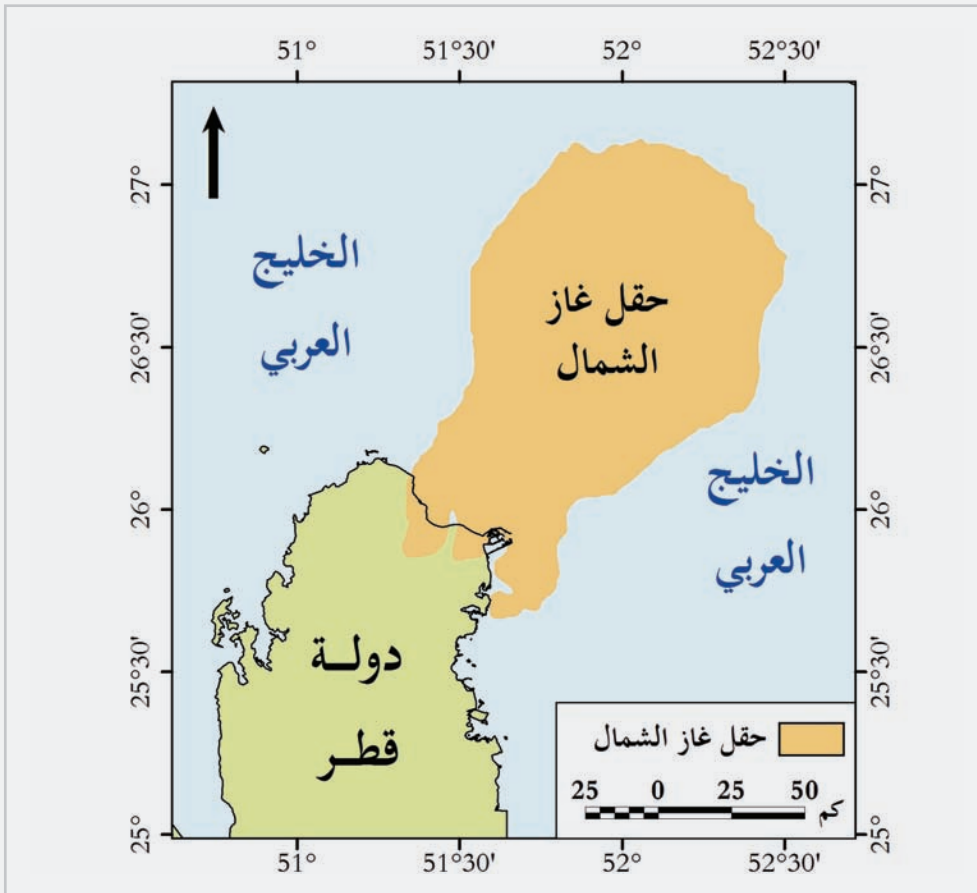 51° 51°30' 52° 52°30'
27° 27°
الخليج
العربي
حقل غاز
الشمال
26°30' 26°30'
الخليج
العربي
26° 26°
دولـة
قطـر
25°30' 25°30'
حقل غاز الشمال
25 0 25 50 كم
25° 25°
51° 51°30' 52° 52°30'